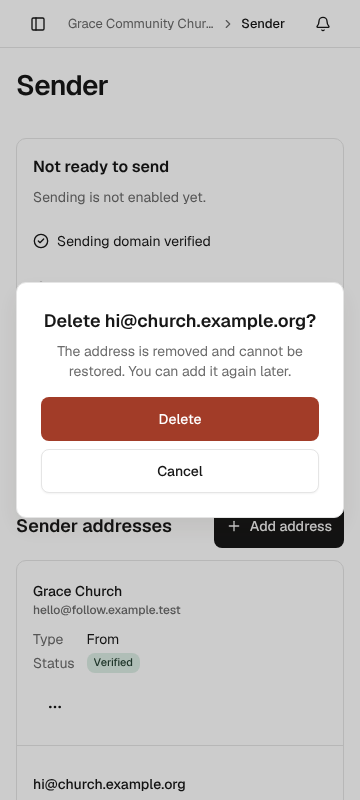 Grace Community Chur... > Sender
Sender
Not ready to send
Sending is not enabled yet.
Sending domain verified
Delete hi@church.example.org?
The address is removed and cannot be
restored. You can add it again later.
Delete
Cancel
Sender addresses
+ Add address
Grace Church
hello@follow.example.test
Type From
Status Verified
...
hi@church.example.org